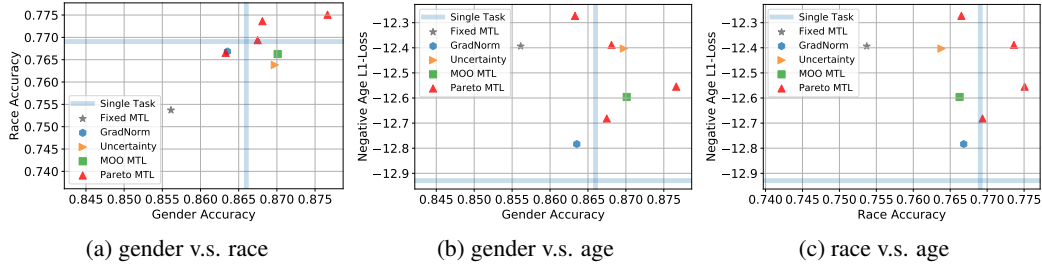 0.775
0.770
0.765
0.760
0.755
0.750
0.745
0.740
Race Accuracy
Single Task
Fixed MTL
GradNorm
Uncertainty
MOO MTL
Pareto MTL
0.845 0.850 0.855 0.860 0.865 0.870 0.875
Gender Accuracy
(a) gender v.s. race
−12.3
−12.4
−12.5
−12.6
−12.7
−12.8
−12.9
Negative Age L1-Loss
Single Task
Fixed MTL
GradNorm
Uncertainty
MOO MTL
Pareto MTL
0.845 0.850 0.855 0.860 0.865 0.870 0.875
Gender Accuracy
(b) gender v.s. age
−12.3
−12.4
−12.5
−12.6
−12.7
−12.8
−12.9
Negative Age L1-Loss
Single Task
Fixed MTL
GradNorm
Uncertainty
MOO MTL
Pareto MTL
0.740 0.745 0.750 0.755 0.760 0.765 0.770 0.775
Race Accuracy
(c) race v.s. age